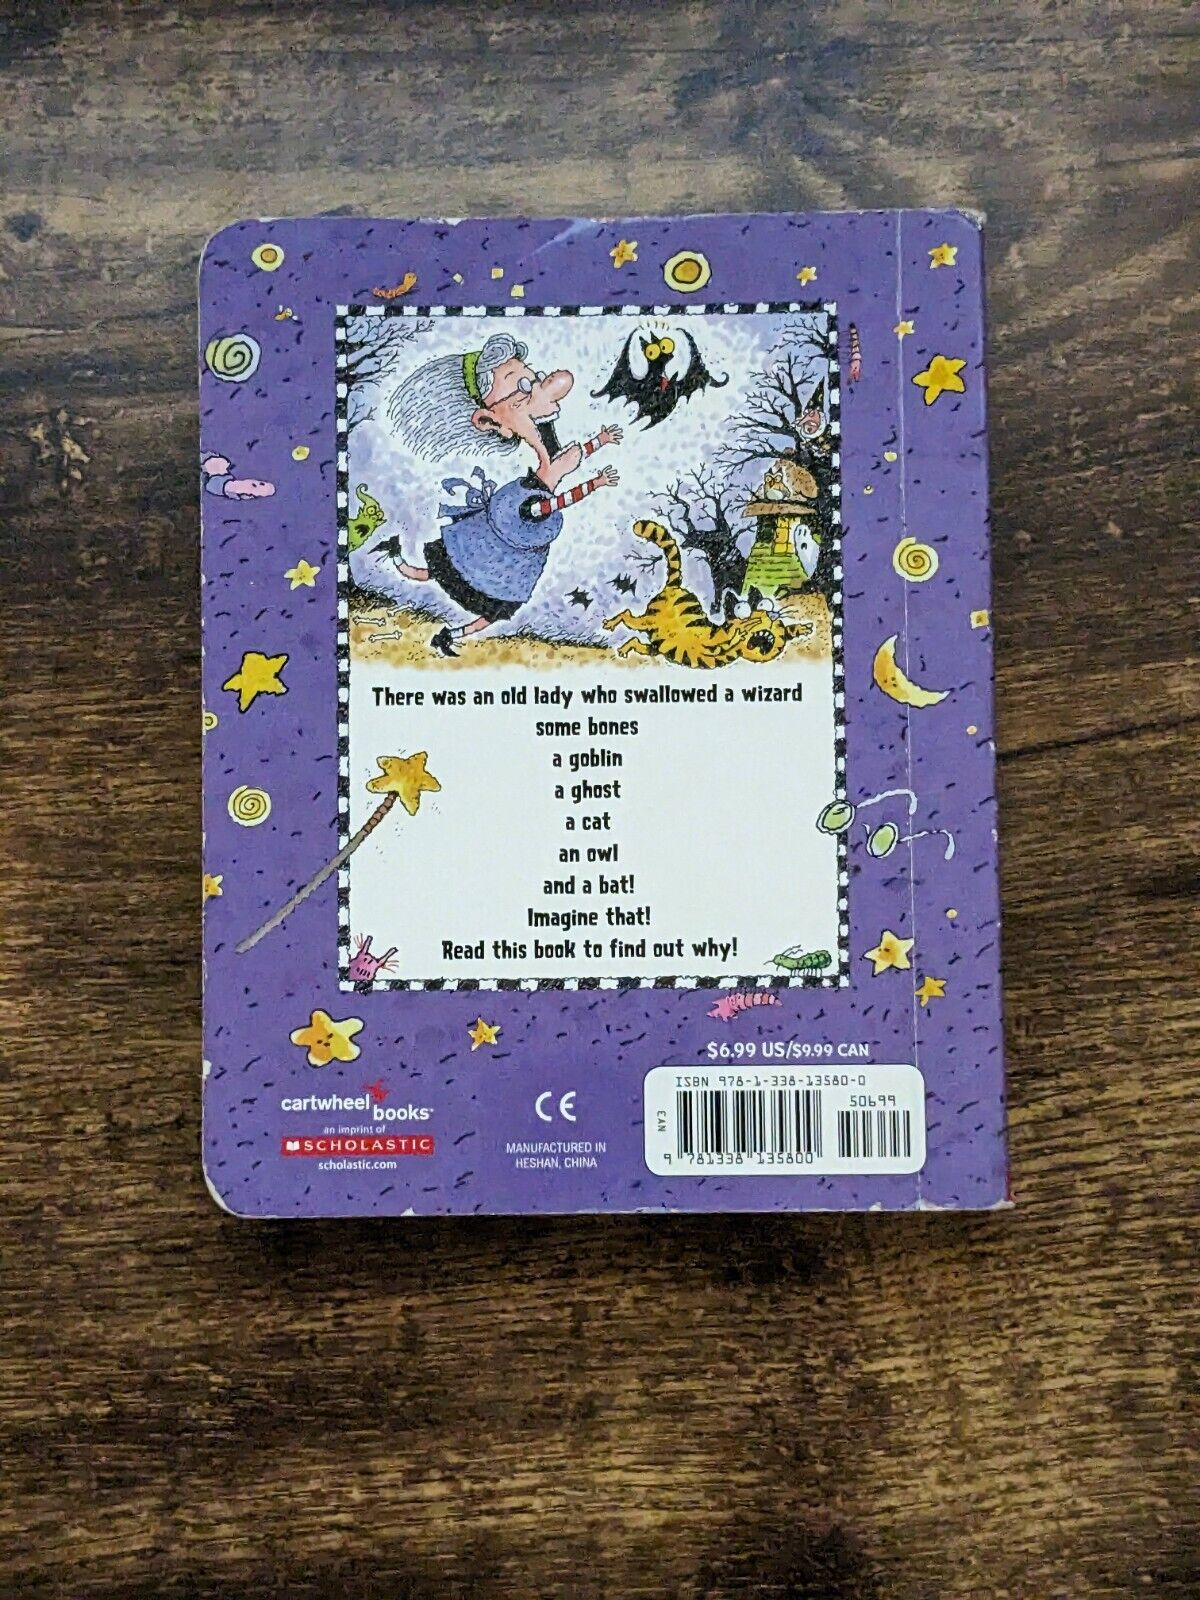 There was an old lady who swallowed a wizard
some bones
a goblin
a ghost
a cat
an owl
and a bat!
Imagine that!
Read this book to find out why!
$6.99 US/$9.99 CAN
ISBN 978-1-338-13580-0
50699
EAN
9 781338 135800
cartwheel books
an imprint of
SCHOLASTIC
scholastic.com
CE
MANUFACTURED IN
HESHAN, CHINA